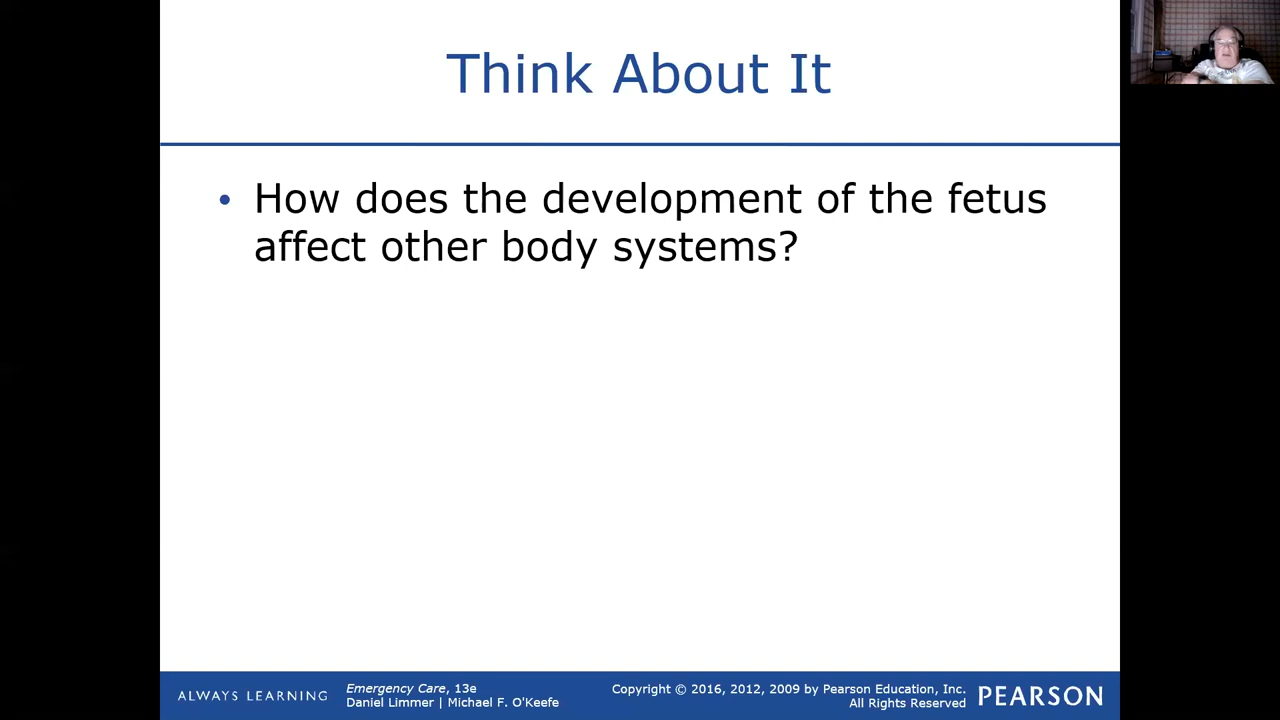 Think About It
• How does the development of the fetus
affect other body systems?
ALWAYS LEARNING
Emergency Care, 13e
Daniel Limmer | Michael F. O'Keefe
Copyright © 2016, 2012, 2009 by Pearson Education, Inc.
All Rights Reserved
PEARSON